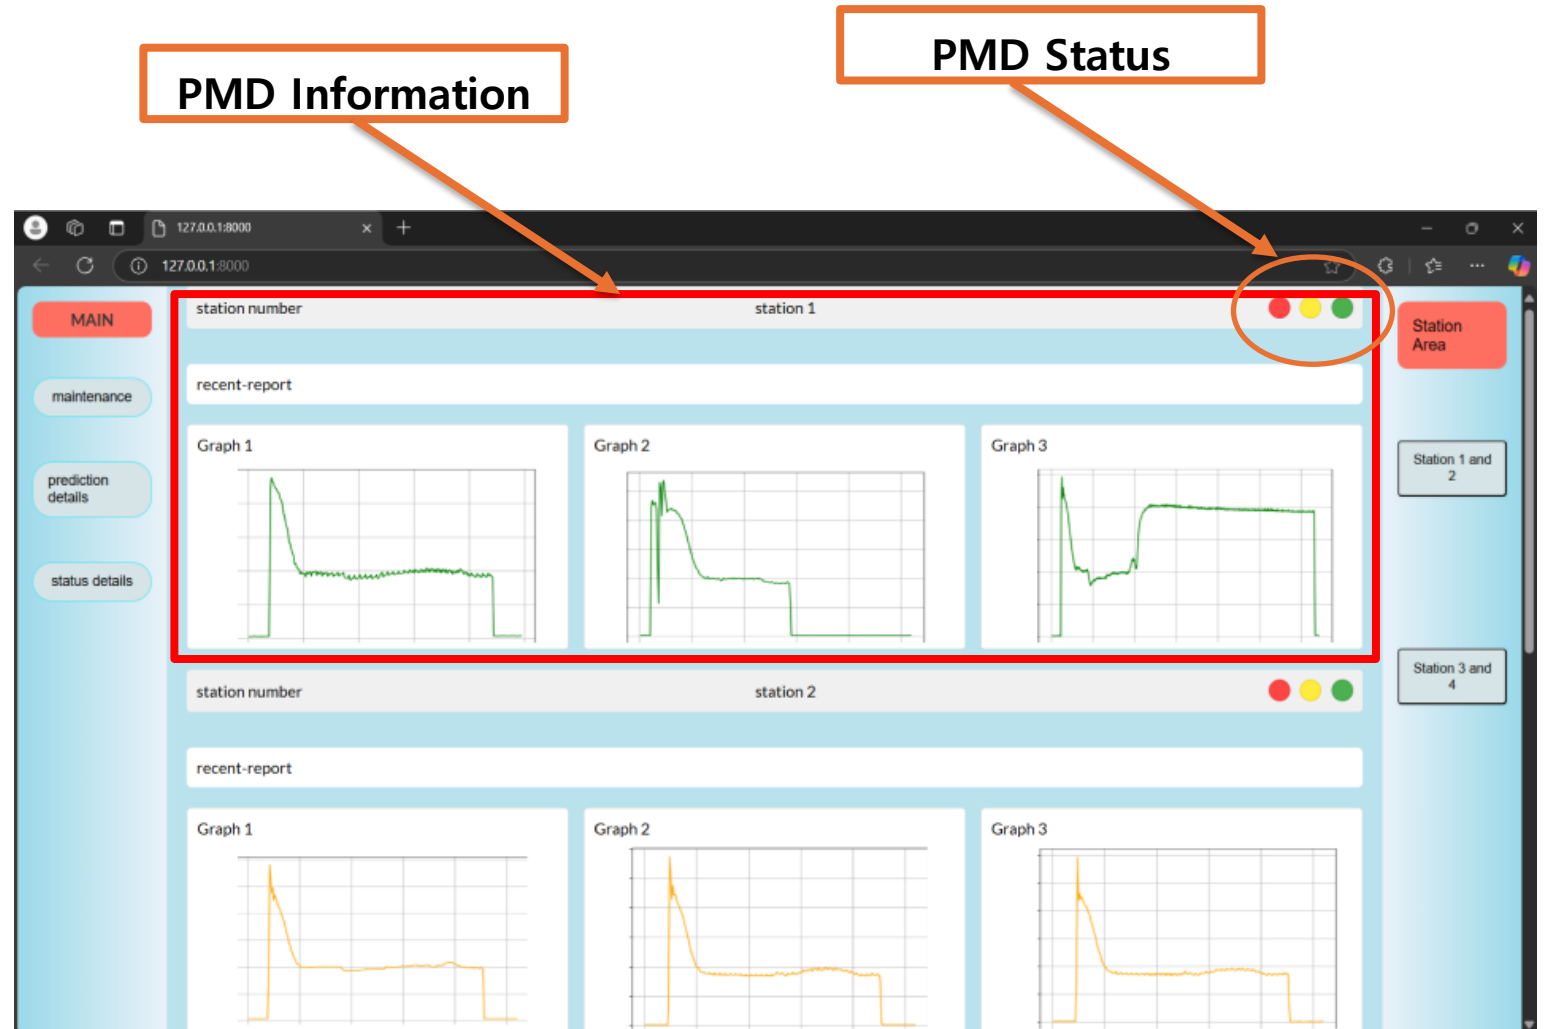 PMD Information
PMD Status
127.0.0.1:8000
127.0.0.1:8000
MAIN
maintenance
prediction
details
status details
station number
station 1
recent-report
Graph 1
Graph 2
Graph 3
station number
station 2
recent-report
Graph 1
Graph 2
Graph 3
Station
Area
Station 1 and
2
Station 3 and
4